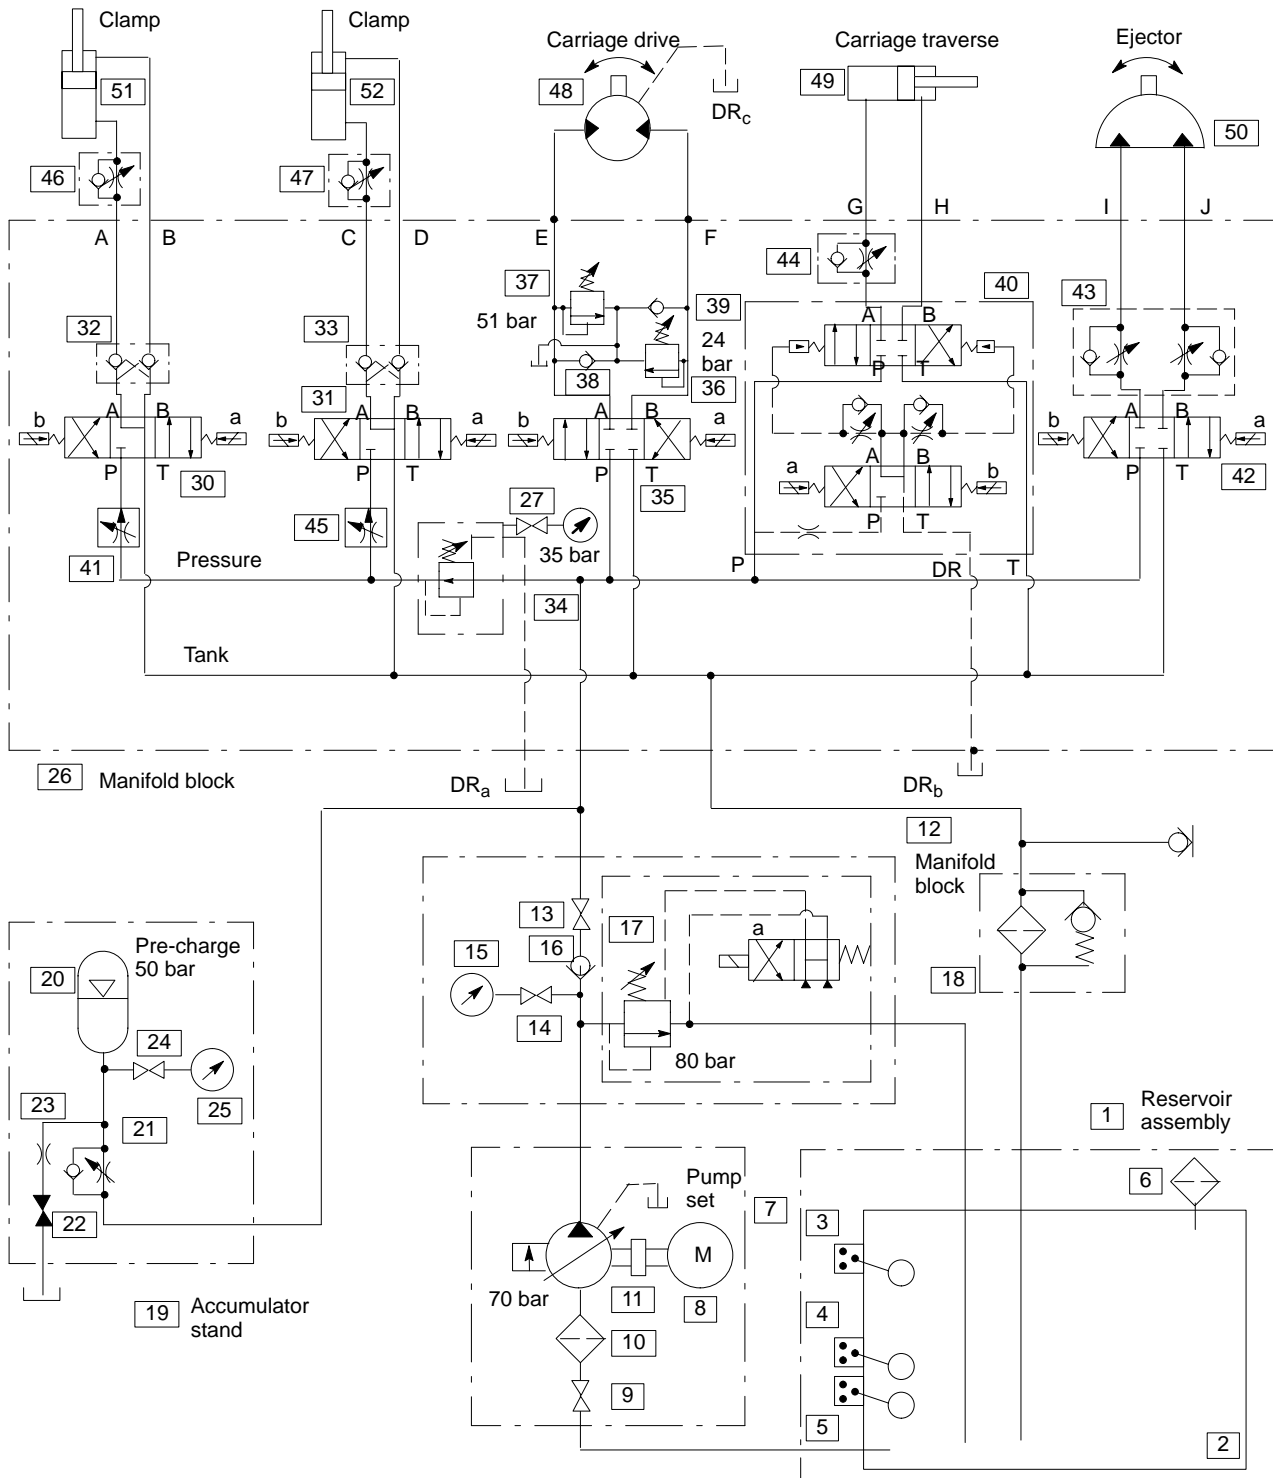 Clamp
Clamp
Carriage drive
Carriage traverse
Ejector
51
52
48
DRc
49
50
46
47
A
B
C
D
E
F
G
H
I
J
44
37
51 bar
39
24
bar
36
38
40
43
32
33
31
A
B
P
T
b
a
30
A
B
P
T
b
a
A
B
P
T
b
a
35
A
B
P
T
A
B
P
T
a
b
P
DR
T
A
B
P
T
b
a
42
27
35 bar
41
45
34
Pressure
Tank
26
Manifold block
DRa
DRb
12
Manifold
block
13
17
a
15
16
14
80 bar
18
Pre-charge
50 bar
20
24
25
23
21
22
19
Accumulator
stand
1
Reservoir
assembly
6
Pump
set
7
3
M
70 bar
11
8
4
10
9
5
2